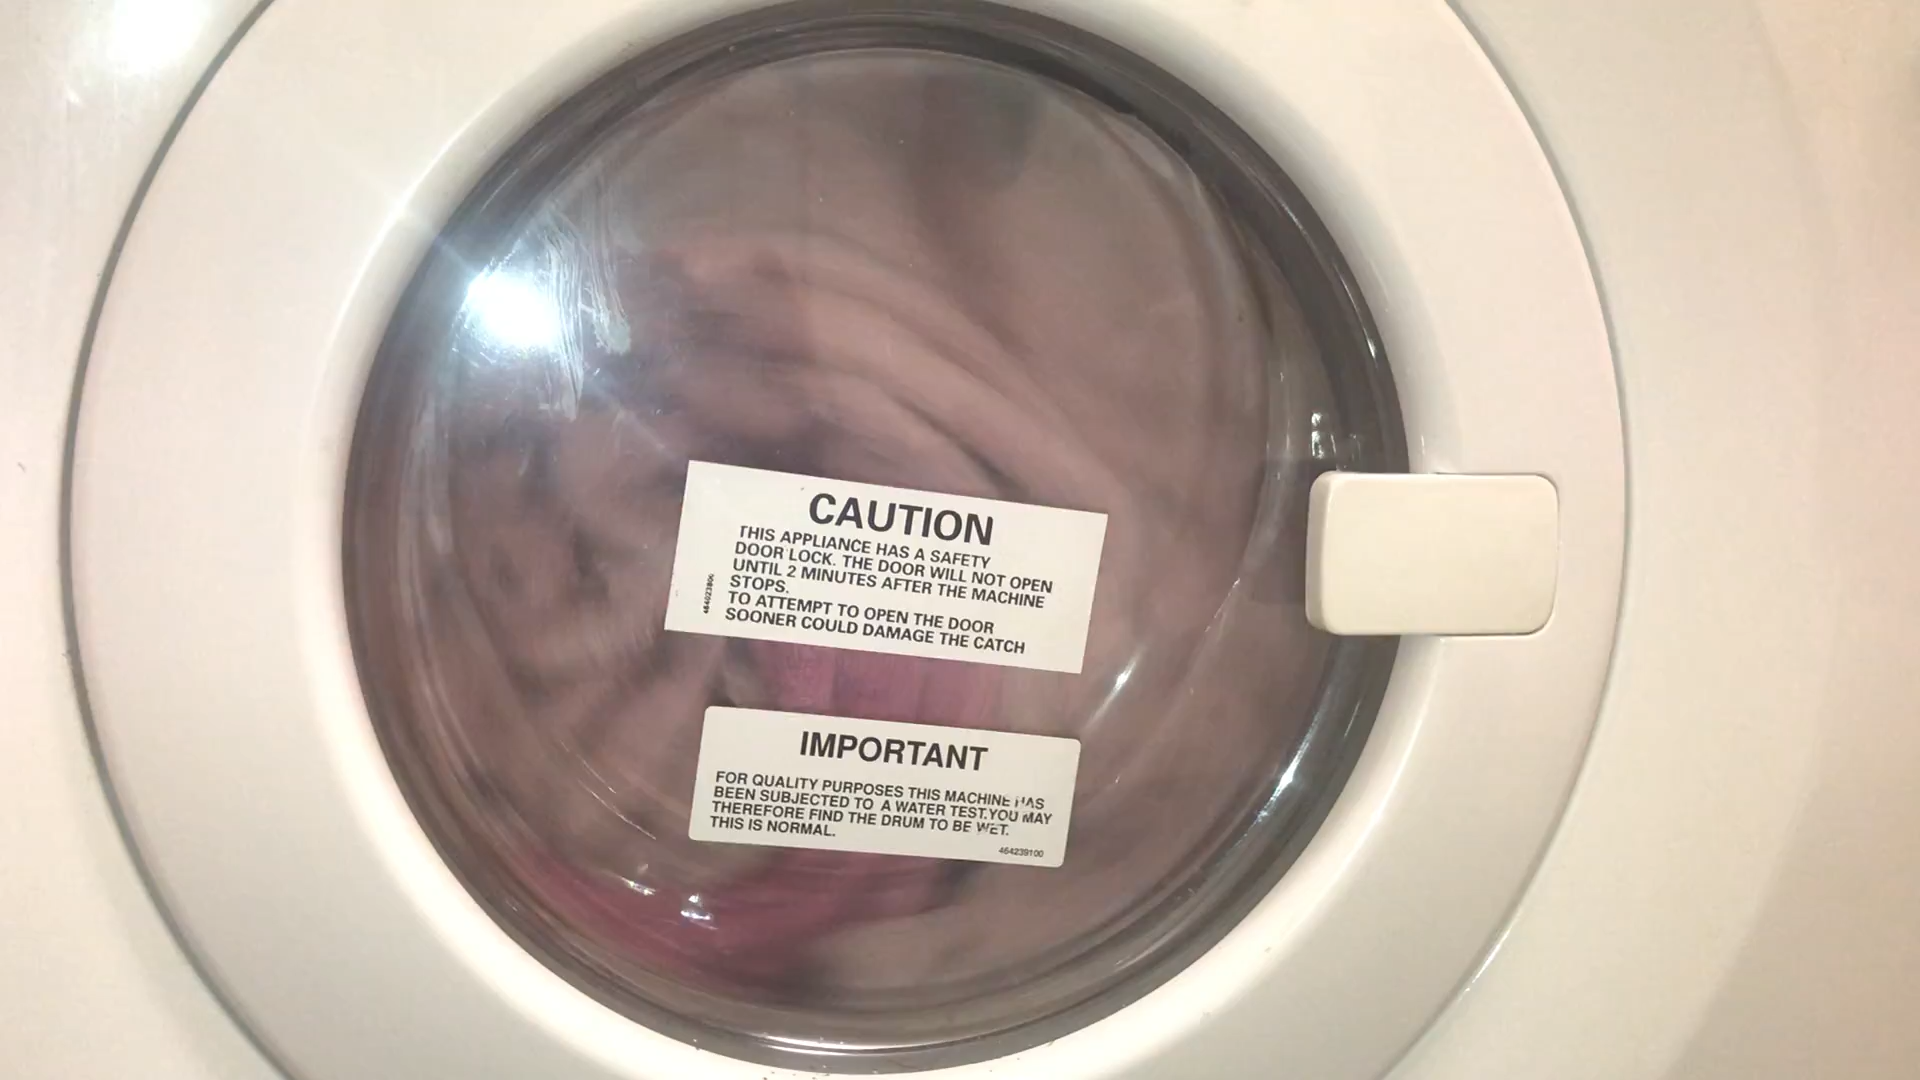 CAUTION
THIS APPLIANCE HAS A SAFETY
DOOR LOCK. THE DOOR WILL NOT OPEN
UNTIL 2 MINUTES AFTER THE MACHINE
STOPS.
TO ATTEMPT TO OPEN THE DOOR
SOONER COULD DAMAGE THE CATCH
IMPORTANT
FOR QUALITY PURPOSES THIS MACHINE HAS
BEEN SUBJECTED TO A WATER TEST.YOU MAY
THEREFORE FIND THE DRUM TO BE WET.
THIS IS NORMAL.
464239100